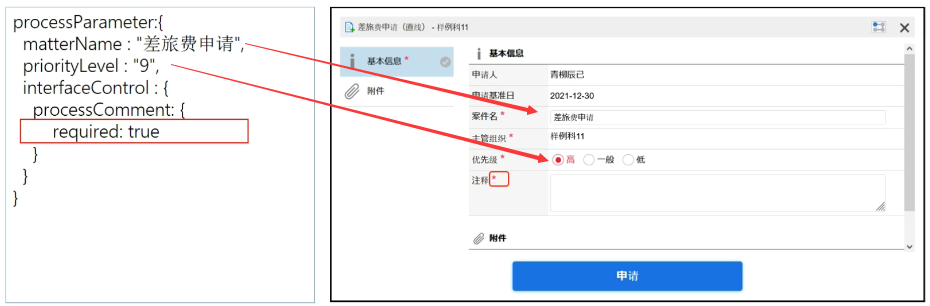 processParameter:{
matterName : "差旅费申请",
priorityLevel : "9",
interfaceControl : {
processComment: {
required: true
}
}
}
差旅费申请（直线） - 样例科11
基本信息 *
附件
基本信息
申请人 青柳辰巳
申请基准日 2021-12-30
案件名 * 差旅费申请
主管组织 * 样例科11
优先级 * 高 一般 低
注释 *
附件
申请